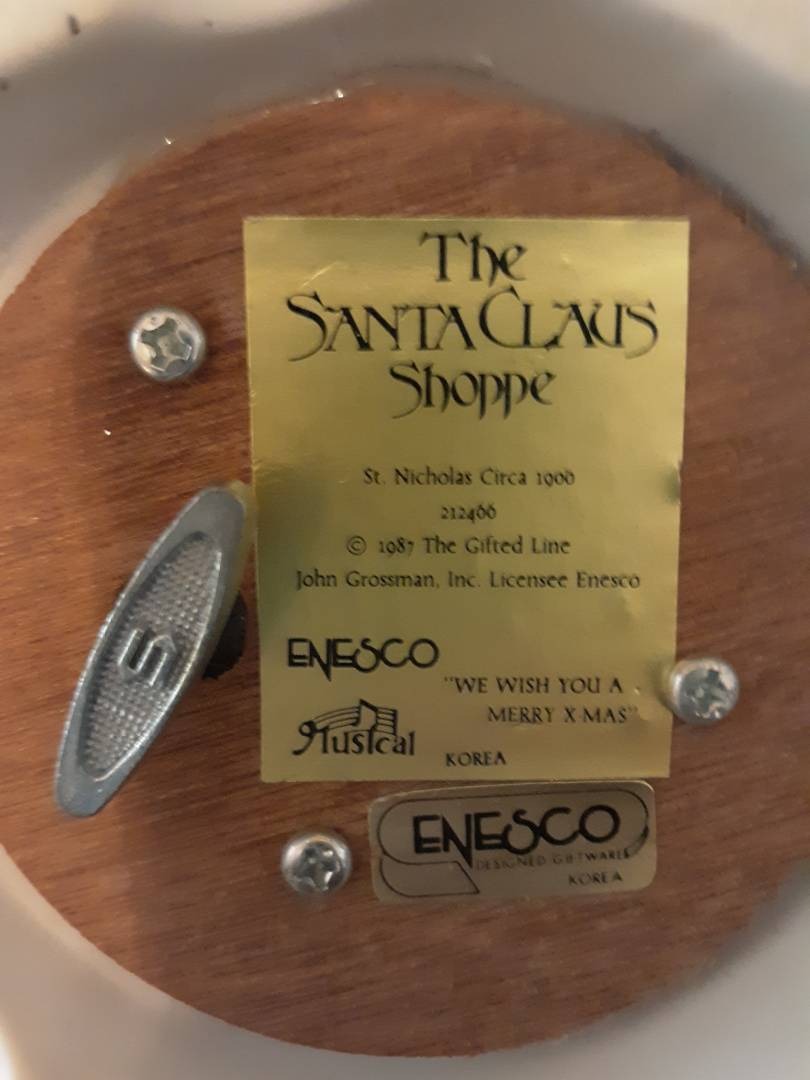 The
SANTA CLAUS
Shoppe
St. Nicholas Circa 1900
212466
© 1987 The Gifted Line
John Grossman, Inc. Licensee Enesco
ENESCO
"WE WISH YOU A
MERRY X·MAS"
Musical
KOREA
ENESCO
DESIGNED GIFTWARE
KOREA